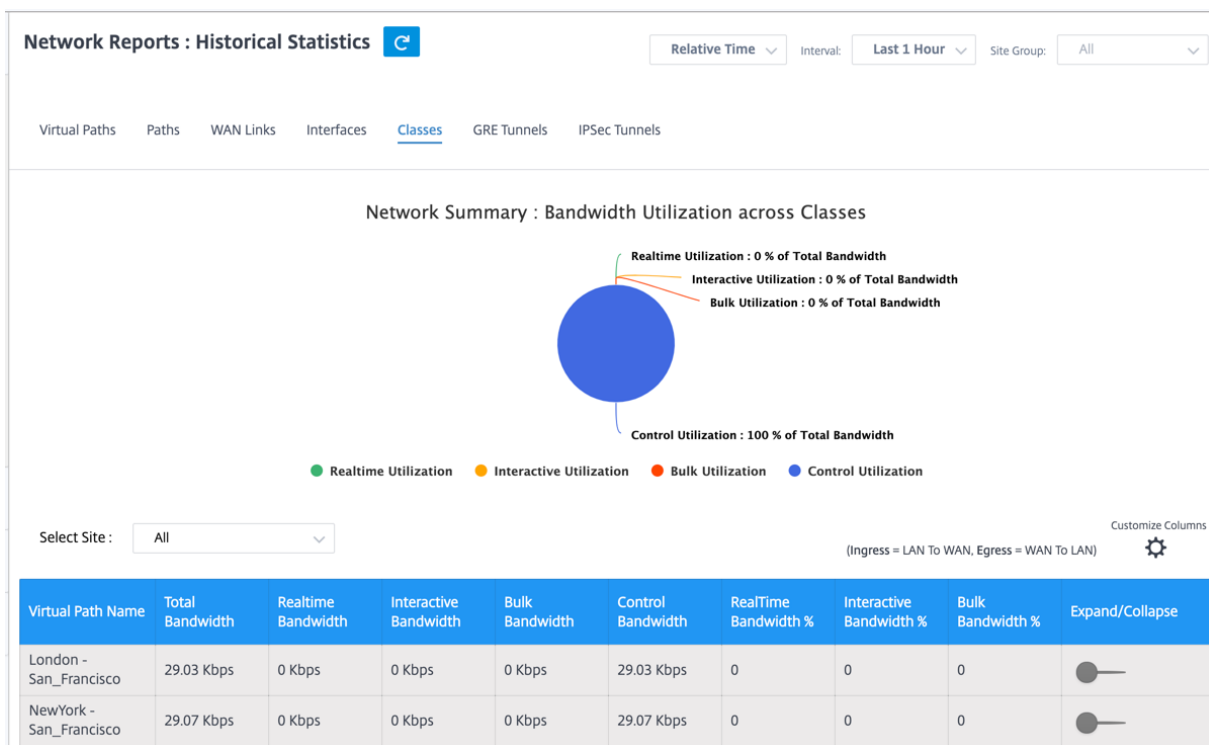 Network Reports : Historical Statistics
Relative Time
Interval:
Last 1 Hour
Site Group:
All
Virtual Paths
Paths
WAN Links
Interfaces
Classes
GRE Tunnels
IPSec Tunnels
Network Summary : Bandwidth Utilization across Classes
Realtime Utilization : 0 % of Total Bandwidth
Interactive Utilization : 0 % of Total Bandwidth
Bulk Utilization : 0 % of Total Bandwidth
Control Utilization : 100 % of Total Bandwidth
Realtime Utilization
Interactive Utilization
Bulk Utilization
Control Utilization
Select Site :
All
Customize Columns
(Ingress = LAN To WAN, Egress = WAN To LAN)
Virtual Path Name
Total
Bandwidth
Realtime
Bandwidth
Interactive
Bandwidth
Bulk
Bandwidth
Control
Bandwidth
RealTime
Bandwidth %
Interactive
Bandwidth %
Bulk
Bandwidth %
Expand/Collapse
London -
San_Francisco
29.03 Kbps
0 Kbps
0 Kbps
0 Kbps
29.03 Kbps
0
0
0
NewYork -
San_Francisco
29.07 Kbps
0 Kbps
0 Kbps
0 Kbps
29.07 Kbps
0
0
0